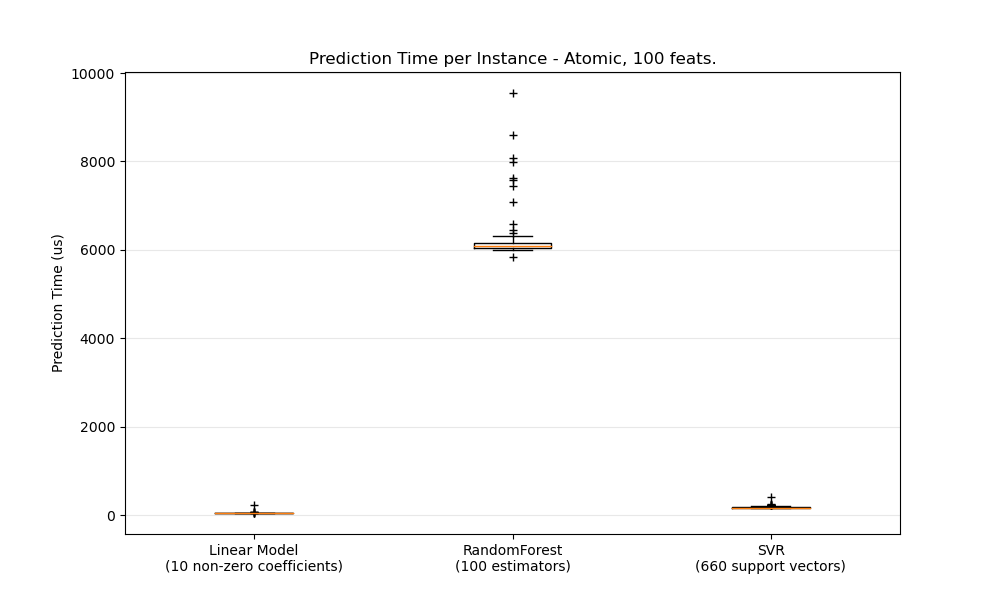 Prediction Time per Instance - Atomic, 100 feats.
10000
8000
6000
4000
2000
0
Prediction Time (us)
Linear Model
(10 non-zero coefficients)
RandomForest
(100 estimators)
SVR
(660 support vectors)